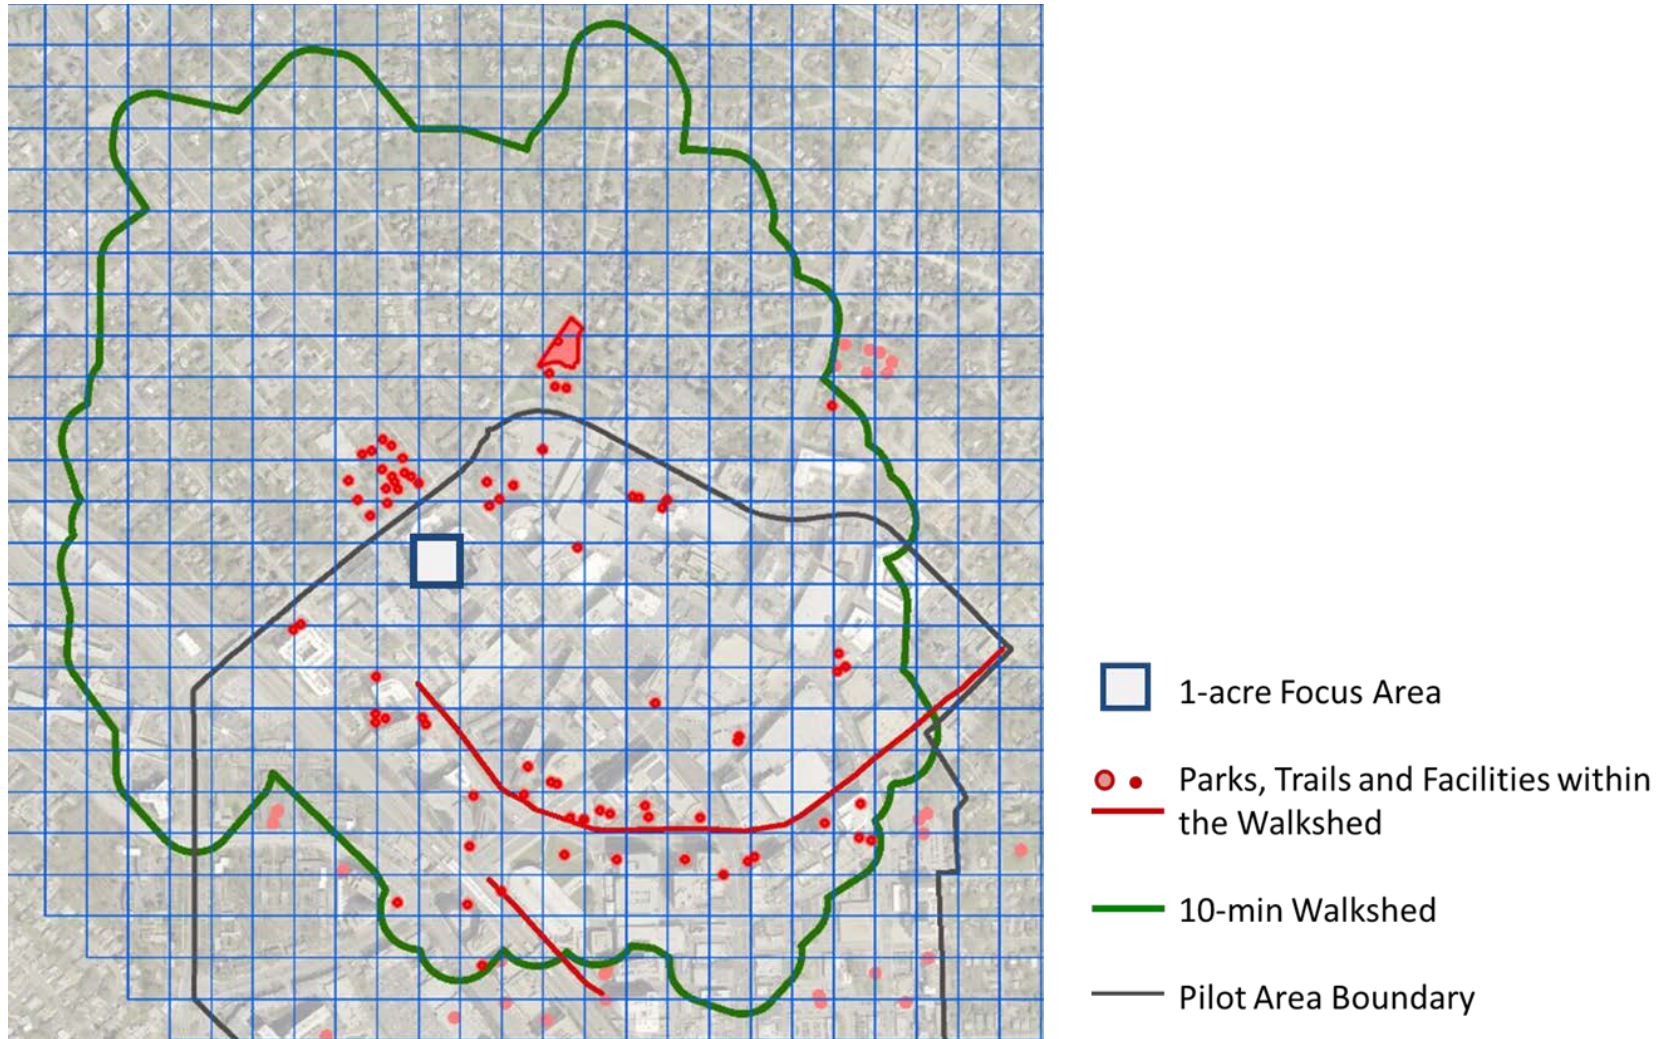 1-acre Focus Area
Parks, Trails and Facilities within
the Walkshed
10-min Walkshed
Pilot Area Boundary